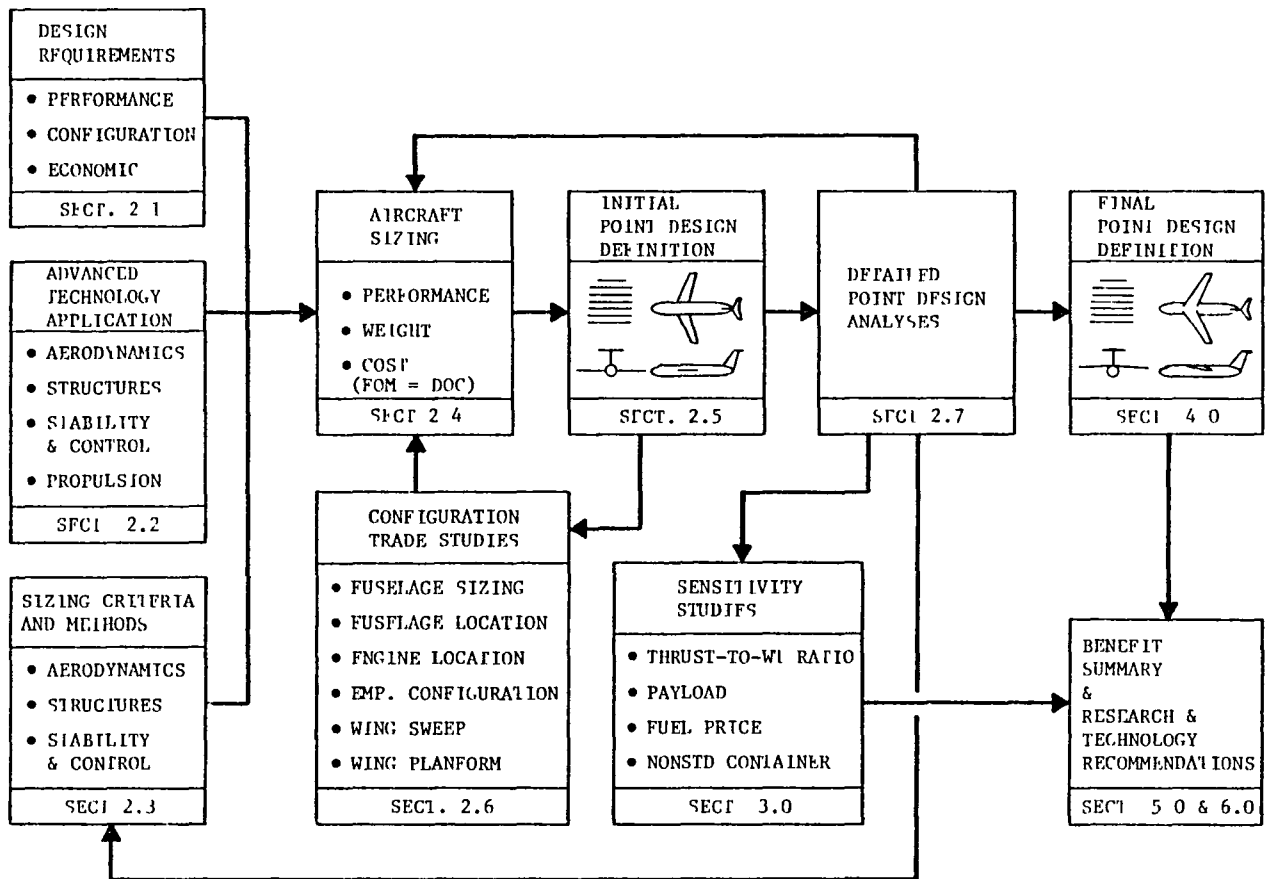 DESIGN
REQUIREMENTS
• PERFORMANCE
• CONFIGURATION
• ECONOMIC
SECT. 2 1
ADVANCED
TECHNOLOGY
APPLICATION
• AERODYNAMICS
• STRUCTURES
• STABILITY
& CONTROL
• PROPULSION
SECT 2.2
SIZING CRITERIA
AND METHODS
• AERODYNAMICS
• STRUCTURES
• STABILITY
& CONTROL
SECT 2.3
AIRCRAFT
SIZING
• PERFORMANCE
• WEIGHT
• COST
(FOM = DOC)
SECT 2 4
CONFIGURATION
TRADE STUDIES
• FUSELAGE SIZING
• FUSELAGE LOCATION
• ENGINE LOCATION
• EMP. CONFIGURATION
• WING SWEEP
• WING PLANFORM
SECT. 2.6
INITIAL
POINT DESIGN
DEFINITION
SECT. 2.5
DETAILED
POINT DESIGN
ANALYSES
SECT 2.7
SENSITIVITY
STUDIES
• THRUST-TO-WT RATIO
• PAYLOAD
• FUEL PRICE
• NONSTD CONTAINER
SECT 3.0
FINAL
POINT DESIGN
DEFINITION
SECT 4 0
BENEFIT
SUMMARY
&
RESEARCH &
TECHNOLOGY
RECOMMENDATIONS
SECT 5 0 & 6.0